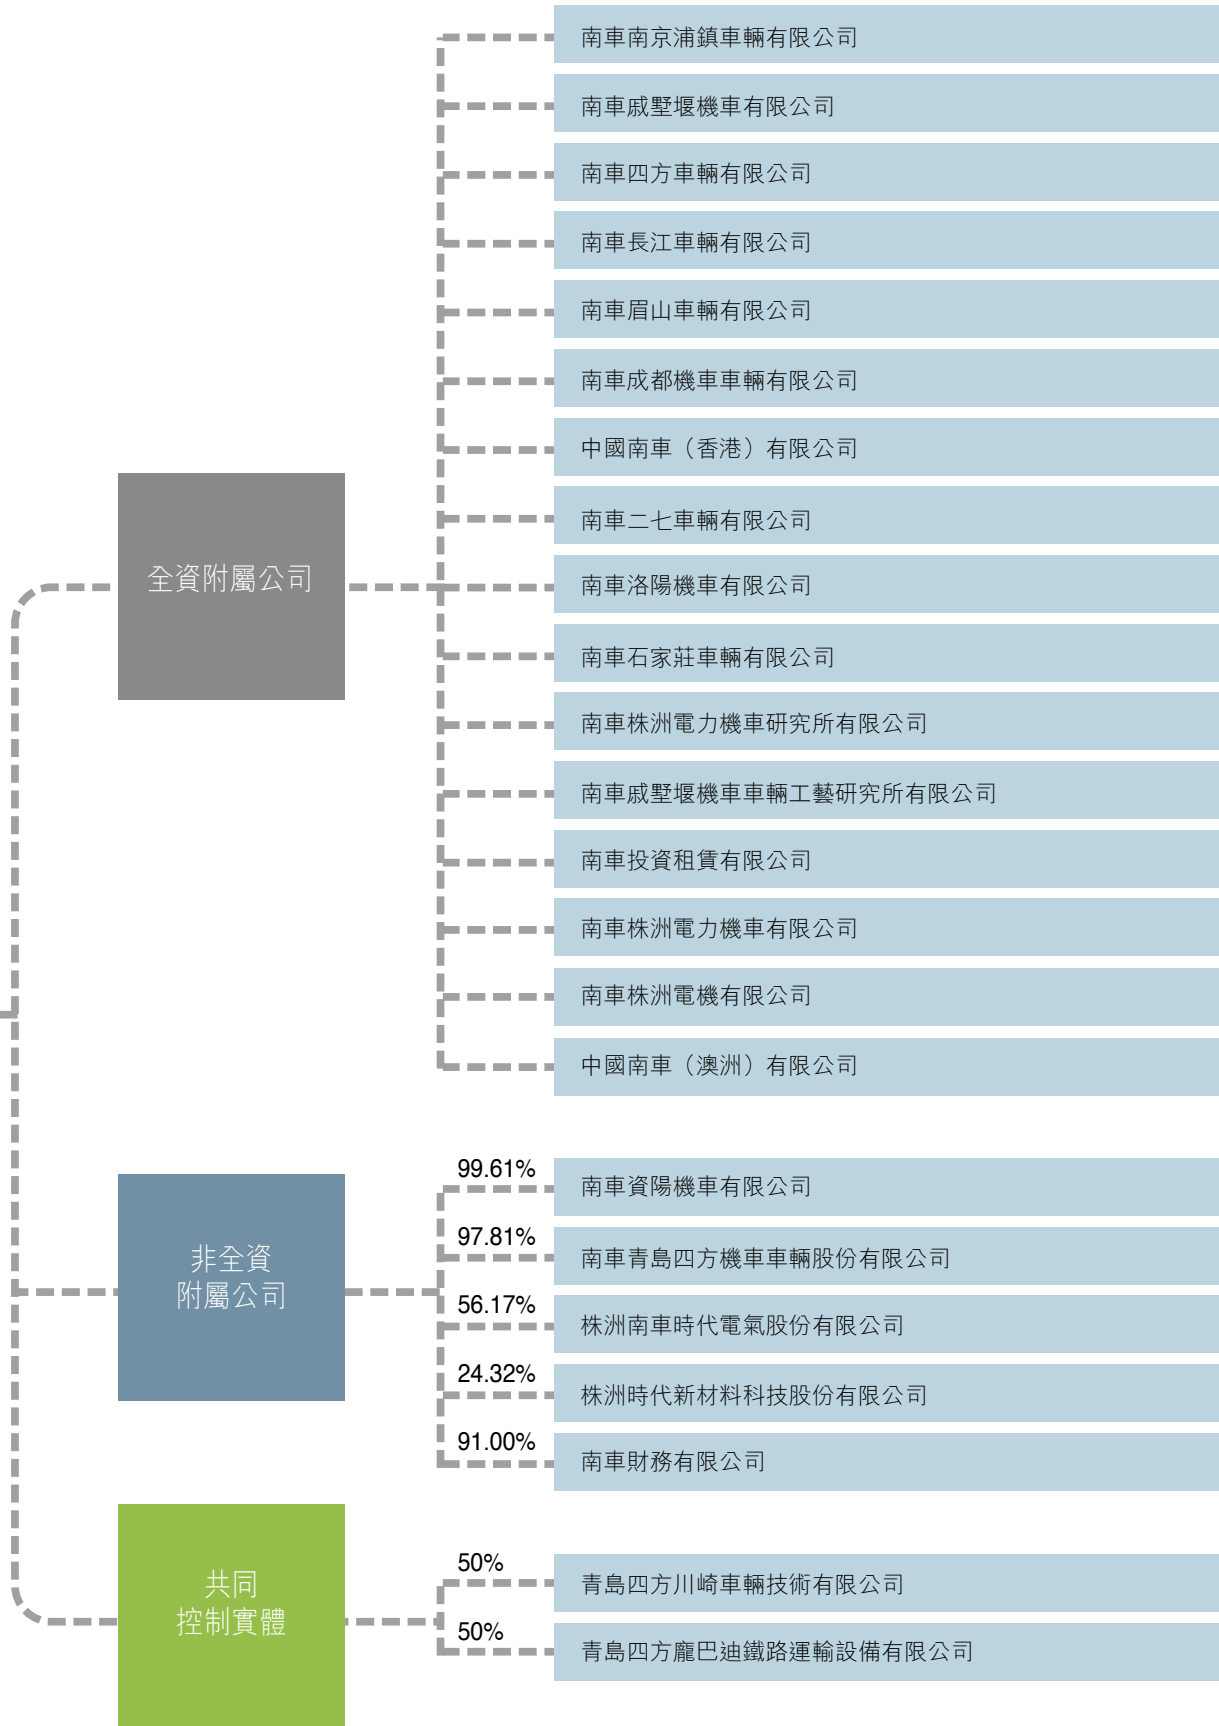 南車南京浦鎮車輛有限公司
南車戚墅堰機車有限公司
南車四方車輛有限公司
南車長江車輛有限公司
南車眉山車輛有限公司
南車成都機車車輛有限公司
中國南車（香港）有限公司
南車二七車輛有限公司
全資附屬公司
南車洛陽機車有限公司
南車石家莊車輛有限公司
南車株洲電力機車研究所有限公司
南車戚墅堰機車車輛工藝研究所有限公司
南車投資租賃有限公司
南車株洲電力機車有限公司
南車株洲電機有限公司
中國南車（澳洲）有限公司
非全資
附屬公司
99.61%
南車資陽機車有限公司
97.81%
南車青島四方機車車輛股份有限公司
56.17%
株洲南車時代電氣股份有限公司
24.32%
株洲時代新材料科技股份有限公司
91.00%
南車財務有限公司
共同
控制實體
50%
青島四方川崎車輛技術有限公司
50%
青島四方龐巴迪鐵路運輸設備有限公司